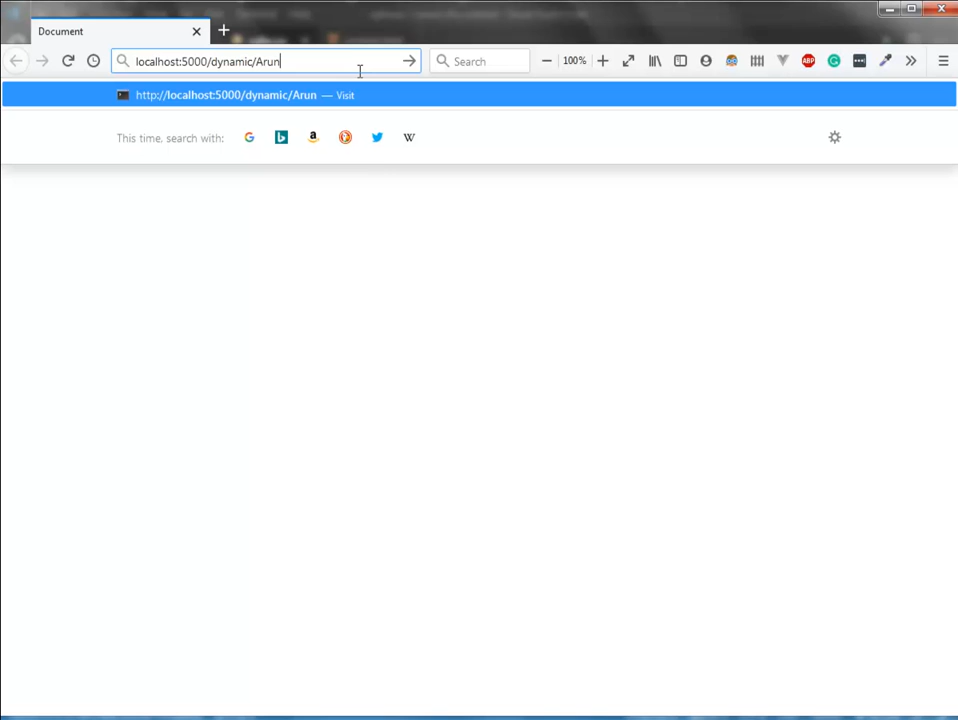 Document
localhost:5000/dynamic/Arun
Search
100%
http://localhost:5000/dynamic/Arun — Visit
This time, search with: